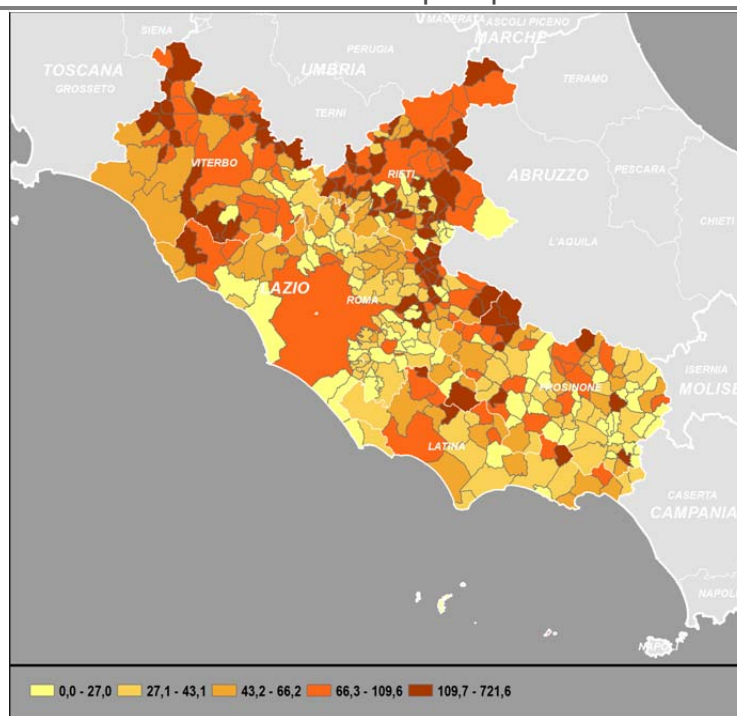 MACERATA
ASCOLI PICENO
SIENA
MARCHE
PERUGIA
TOSCANA
UMBRIA
TERAMO
GROSSETO
TERNI
VITERBO
RIETI
ABRUZZO
PESCARA
CHIETI
L'AQUILA
LAZIO
ROMA
ISERNIA
FROSINONE
MOLISE
LATINA
CASERTA
CAMPANIA
NAPOLI
NAPOLI
0,0 - 27,0 27,1 - 43,1 43,2 - 66,2 66,3 - 109,6 109,7 - 721,6